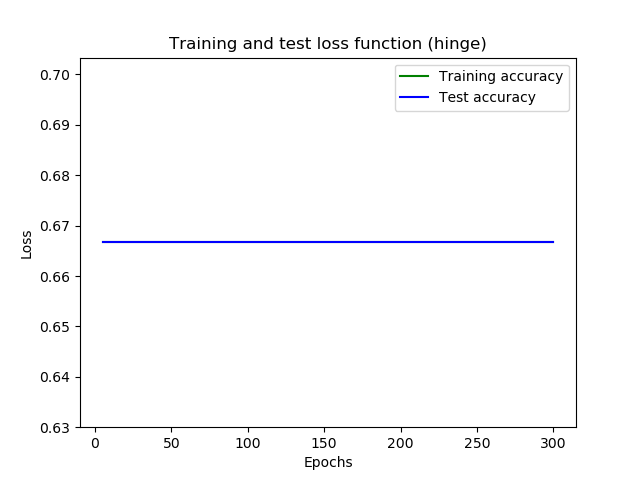 Training and test loss function (hinge)
Training accuracy
Test accuracy
0.70
0.69
0.68
0.67
0.66
0.65
0.64
0.63
Loss
0 50 100 150 200 250 300
Epochs